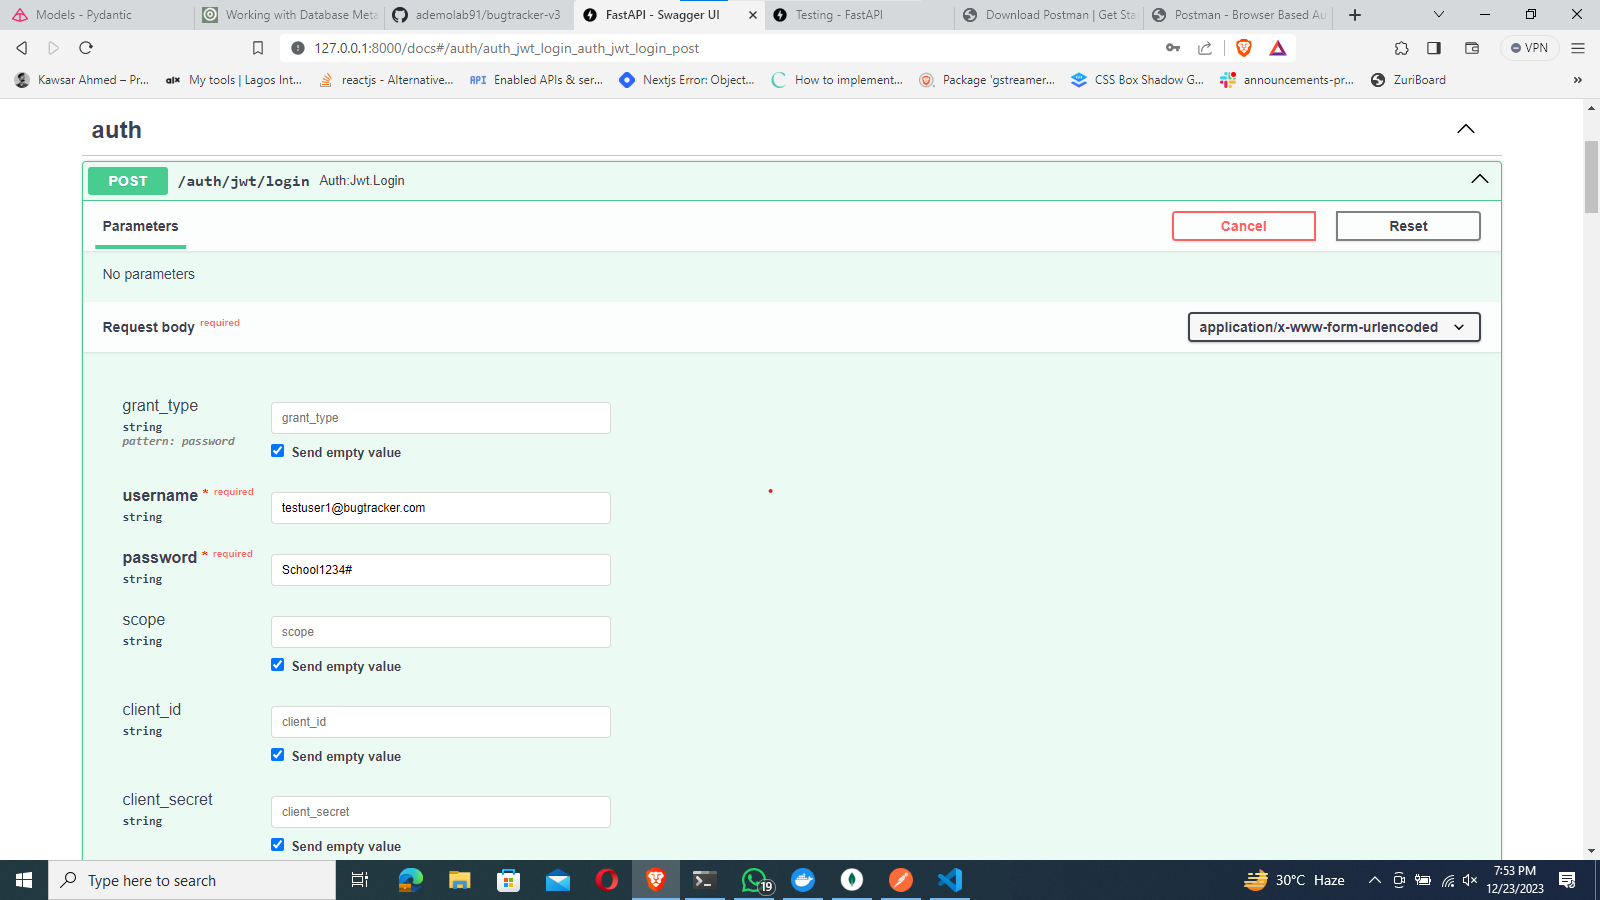 Models - Pydantic
Working with Database Meta
ademolab91/bugtracker-v3
FastAPI - Swagger UI
Testing - FastAPI
Download Postman | Get Sta
Postman - Browser Based Au
127.0.0.1:8000/docs#/auth/auth_jwt_login_auth_jwt_login_post
VPN
Kawsar Ahmed – Pr...
alx
My tools | Lagos Int...
reactjs - Alternative...
API
Enabled APIs & ser...
Nextjs Error: Object...
How to implement...
Package 'gstreamer...
CSS Box Shadow G...
announcements-pr...
ZuriBoard
»
auth
POST /auth/jwt/login Auth:Jwt.Login
Parameters
Cancel
Reset
No parameters
Request body required
application/x-www-form-urlencoded
grant_type
string
pattern: password
grant_type
Send empty value
username * required
string
testuser1@bugtracker.com
password * required
string
School1234#
scope
string
scope
Send empty value
client_id
string
client_id
Send empty value
client_secret
string
client_secret
Send empty value
Type here to search
19
30°C Haze
7:53 PM
12/23/2023